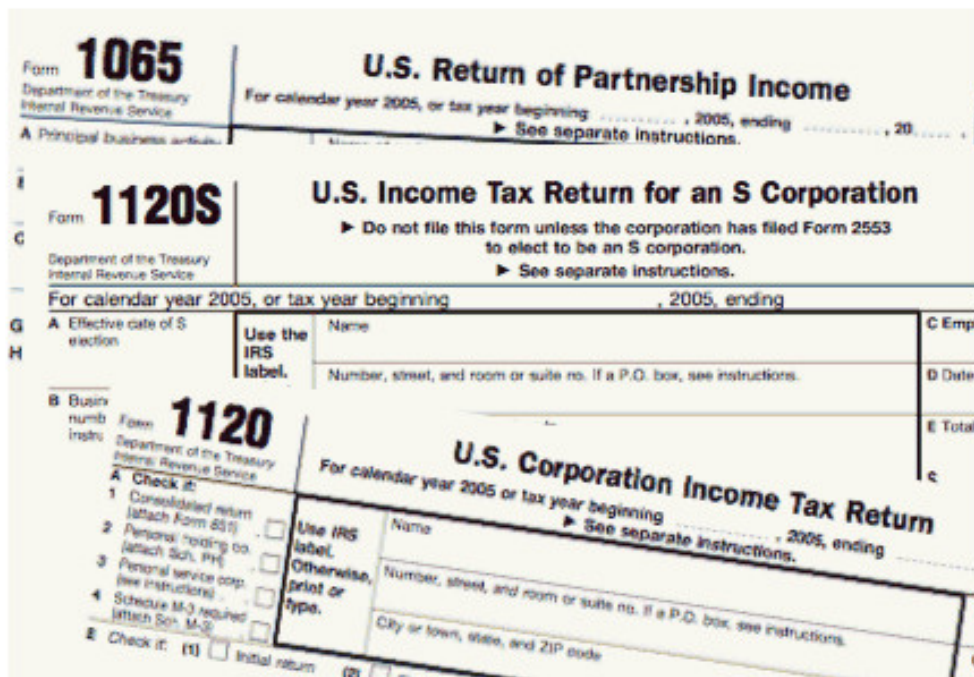 Form 1065
Department of the Treasury
Internal Revenue Service
U.S. Return of Partnership Income
For calendar year 2005, or tax year beginning .......... , 2005, ending .......... , 20 ..... .
► See separate instructions.
A Principal business activity
G
H
Form 1120S
Department of the Treasury
Internal Revenue Service
U.S. Income Tax Return for an S Corporation
► Do not file this form unless the corporation has filed Form 2553
to elect to be an S corporation.
► See separate instructions.
For calendar year 2005, or tax year beginning , 2005, ending
A Effective date of S
election
Use the
IRS
label.
Name
Number, street, and room or suite no. If a P.O. box, see instructions.
C Emp
D Date
E Total
B Busin
numb
instru
Form 1120
Department of the Treasury
Internal Revenue Service
U.S. Corporation Income Tax Return
For calendar year 2005 or tax year beginning .......... , 2005, ending ..........
► See separate instructions.
A Check if:
1 Consolidated return
(attach Form 851)
2 Personal holding co.
(attach Sch. PH)
3 Personal service corp.
(see instructions)
4 Schedule M-3 required
(attach Sch. M-3)
Use IRS
label.
Otherwise,
print or
type.
Name
Number, street, and room or suite no. If a P.O. box, see instructions.
City or town, state, and ZIP code
E Check if: (1) Initial return (2)